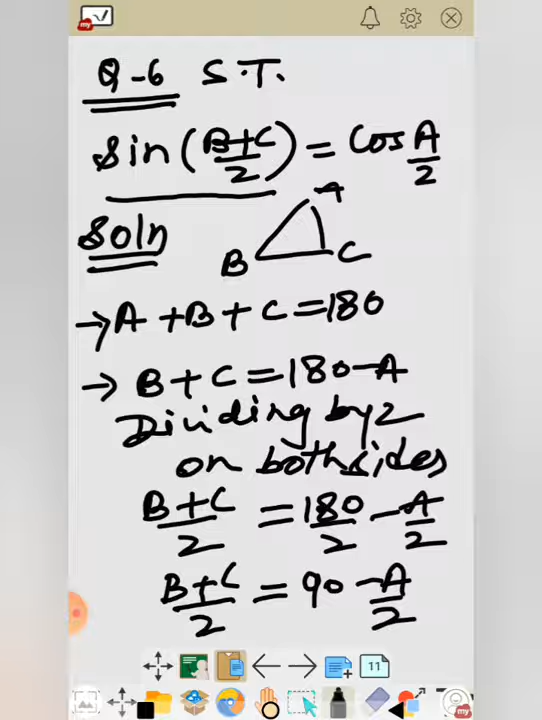 Q-6 S.T.
sin(B+C/2) = cos A/2
Soln
A
B C
→ A + B + C = 180
→ B + C = 180 - A
Dividing by 2
on both sides
B+C/2 = 180/2 - A/2
B+C/2 = 90 - A/2
11